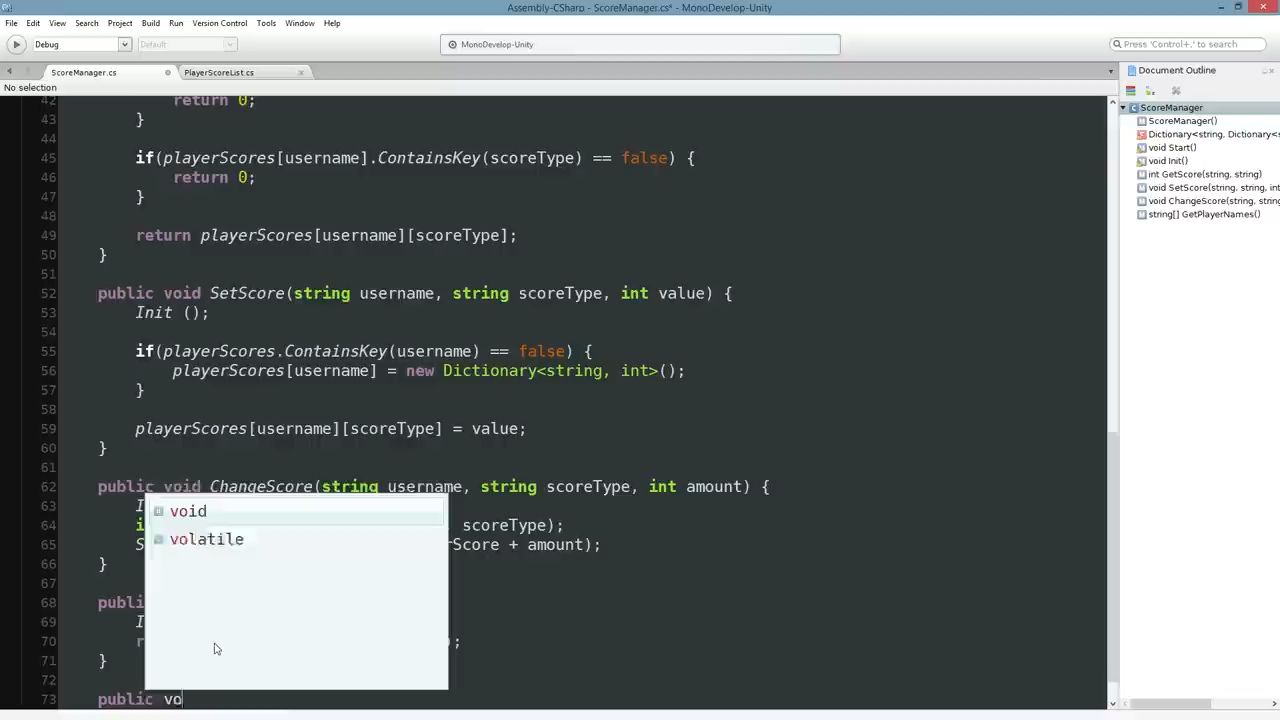 Assembly-CSharp - ScoreManager.cs* - MonoDevelop-Unity
File Edit View Search Project Build Run Version Control Tools Window Help
Debug Default MonoDevelop-Unity Press 'Control+,' to search
ScoreManager.cs PlayerScoreList.cs Document Outline
No selection
ScoreManager
ScoreManager()
Dictionary<string, Dictionary<s
void Start()
void Init()
int GetScore(string, string)
void SetScore(string, string, int
void ChangeScore(string, string
string[] GetPlayerNames()
42 return 0;
43 }
44
45 if(playerScores[username].ContainsKey(scoreType) == false) {
46 return 0;
47 }
48
49 return playerScores[username][scoreType];
50 }
51
52 public void SetScore(string username, string scoreType, int value) {
53 Init ();
54
55 if(playerScores.ContainsKey(username) == false) {
56 playerScores[username] = new Dictionary<string, int>();
57 }
58
59 playerScores[username][scoreType] = value;
60 }
61
62 public void ChangeScore(string username, string scoreType, int amount) {
63 I
64 i scoreType);
65 S rScore + amount);
66 }
67
68 publi
69 I
70 r ;
71 }
72
73 public vo
void
volatile